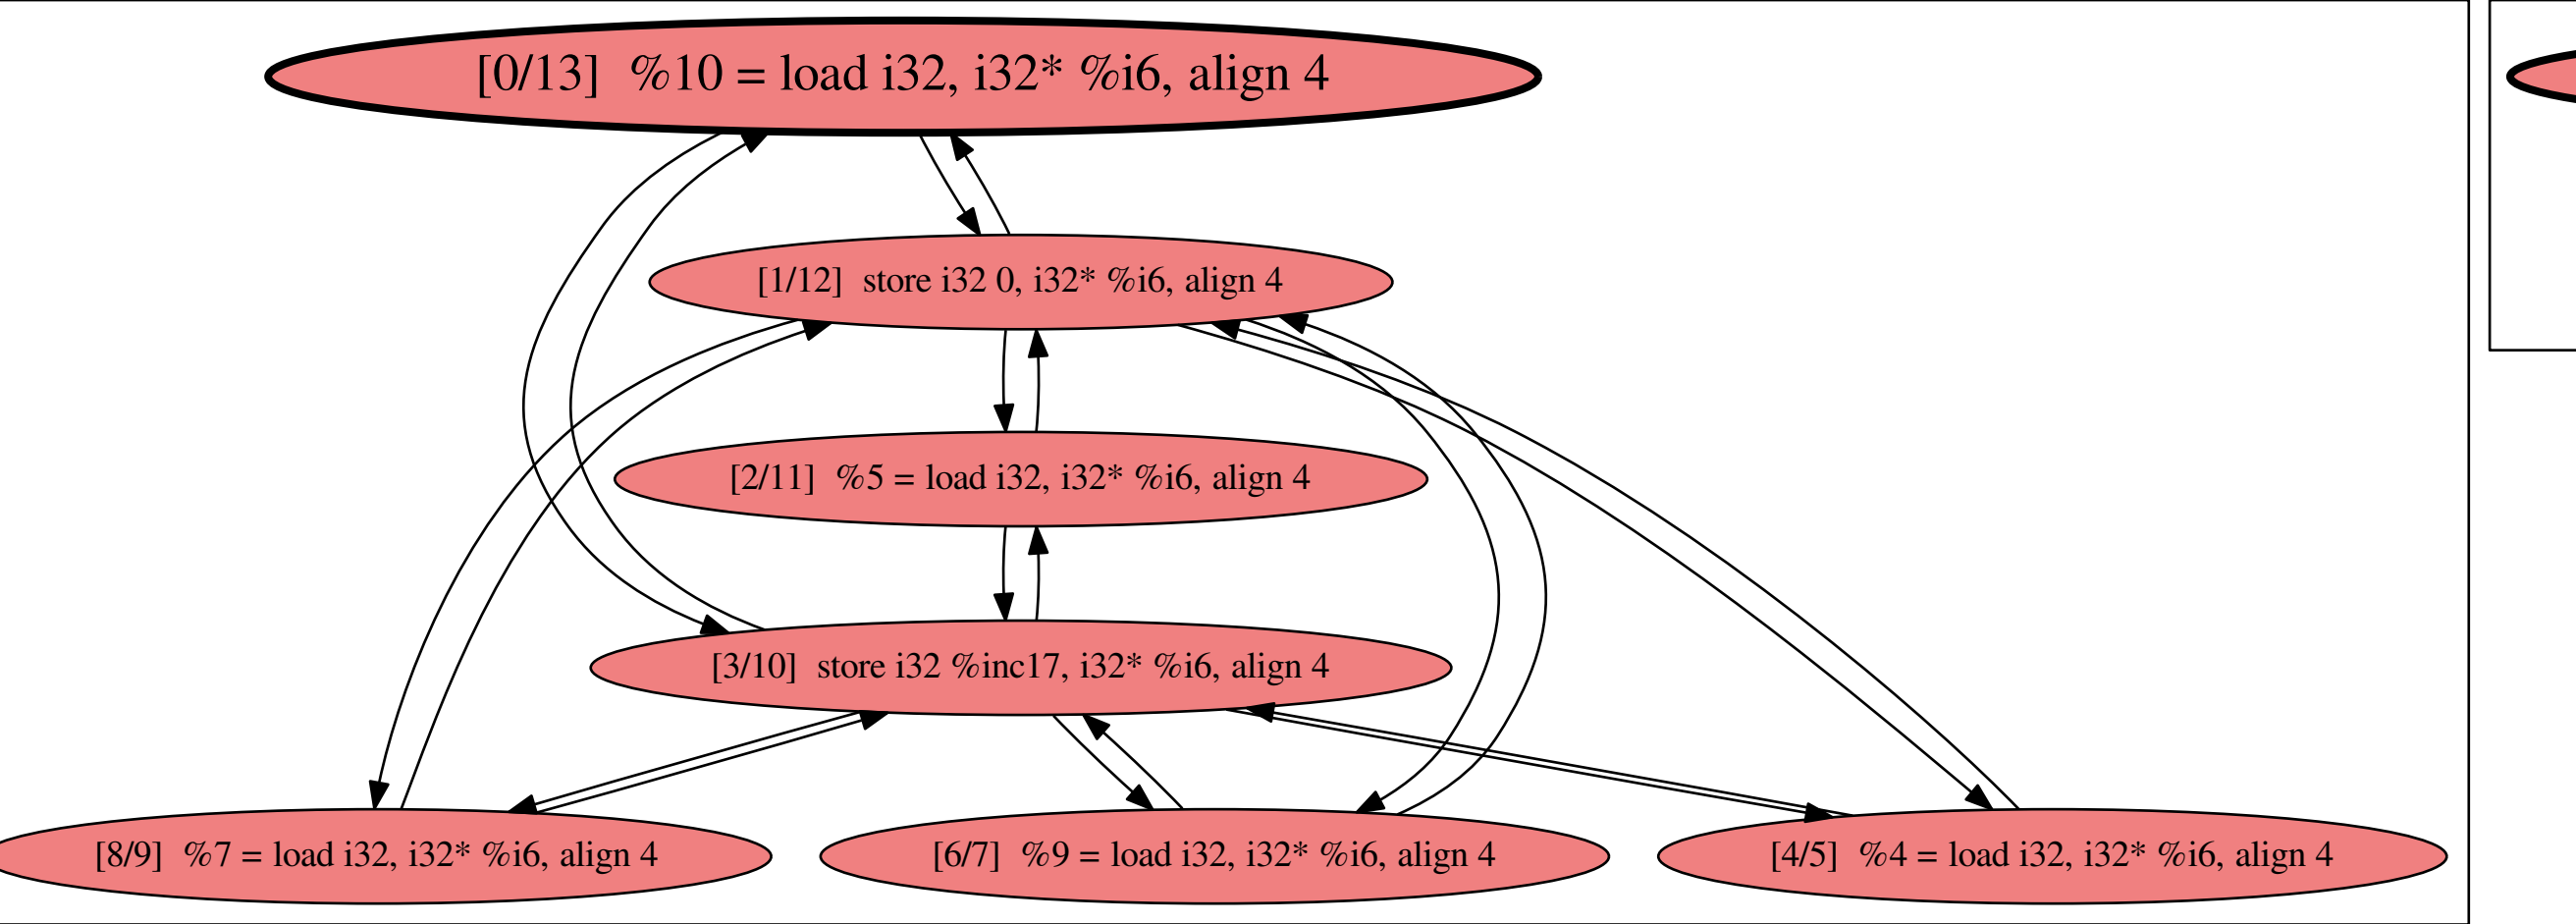 [0/13]  %10 = load i32, i32* %i6, align 4
[1/12]  store i32 0, i32* %i6, align 4
[2/11]  %5 = load i32, i32* %i6, align 4
[3/10]  store i32 %inc17, i32* %i6, align 4
[8/9]  %7 = load i32, i32* %i6, align 4
[6/7]  %9 = load i32, i32* %i6, align 4
[4/5]  %4 = load i32, i32* %i6, align 4